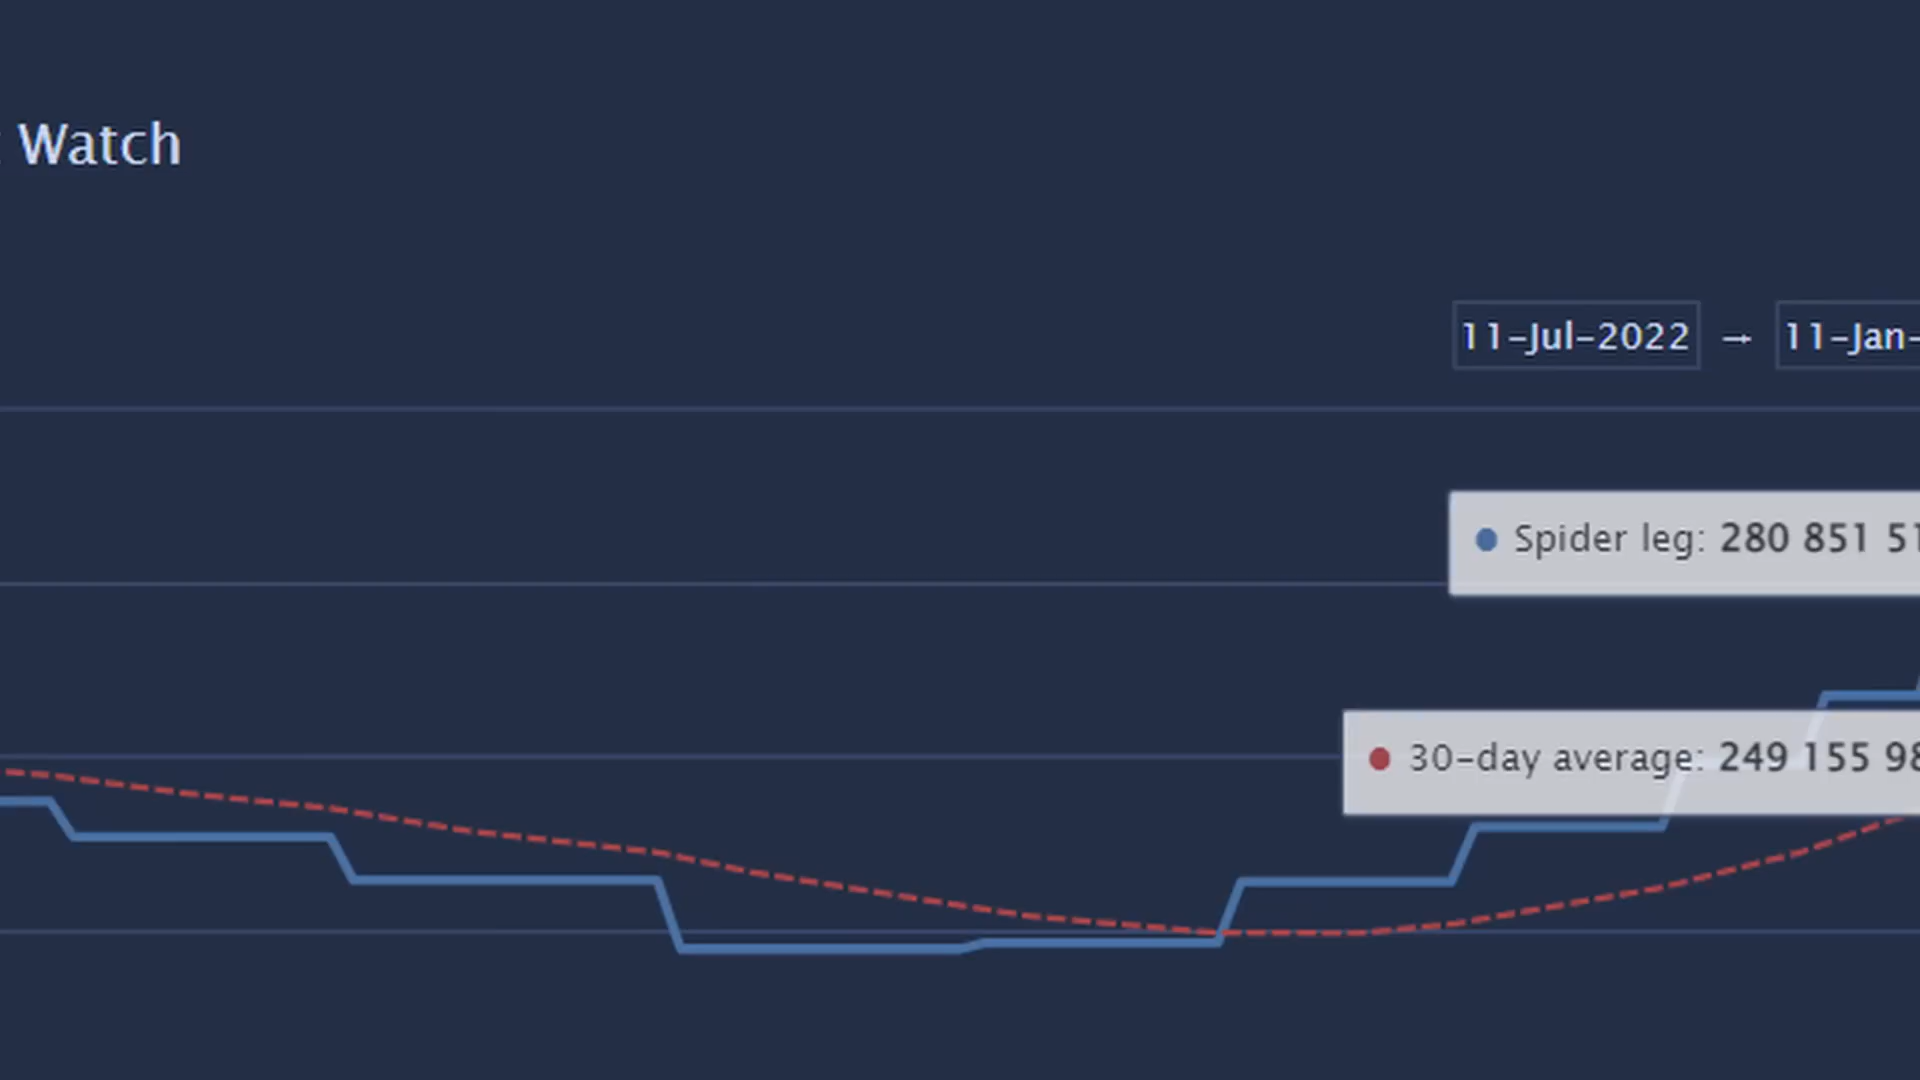 Watch
11-Jul-2022 → 11-Jan-
Spider leg: 280 851 51
30-day average: 249 155 98